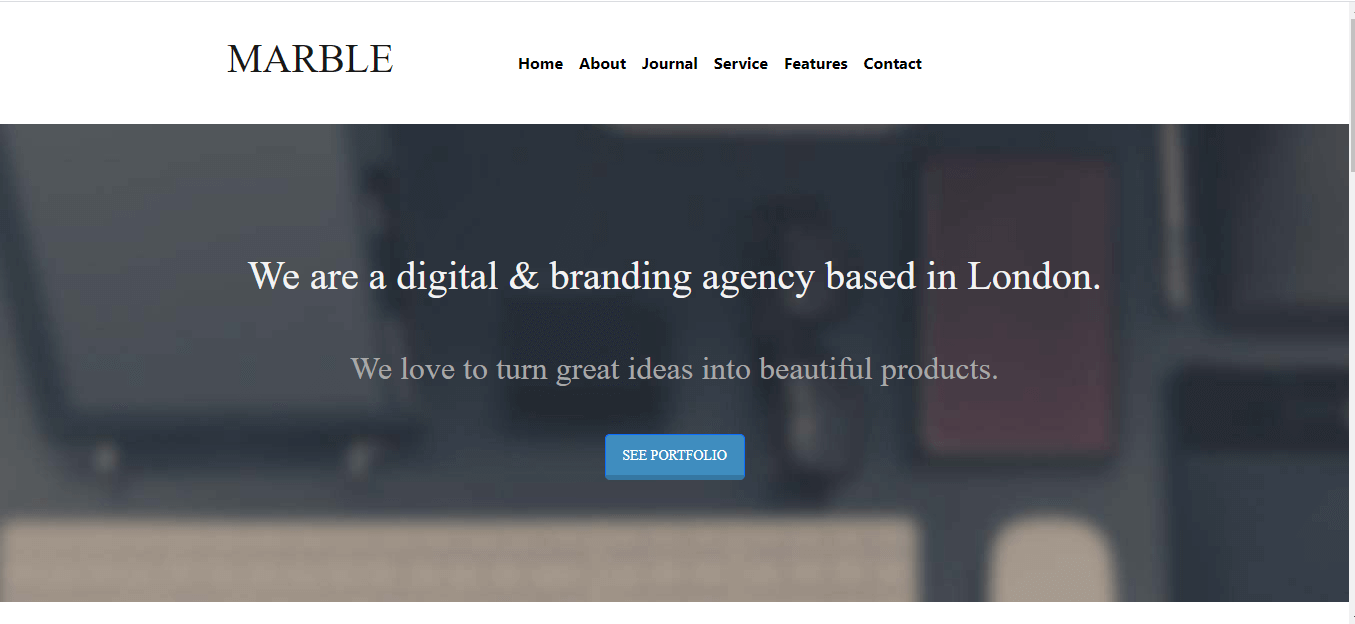 MARBLE
Home About Journal Service Features Contact
We are a digital & branding agency based in London.
We love to turn great ideas into beautiful products.
SEE PORTFOLIO